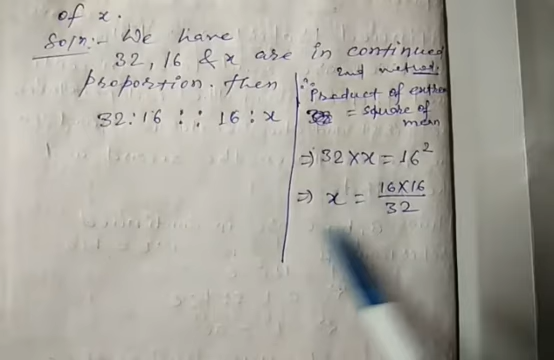 of x.
Soln:- We have
32, 16 & x are in continued
proportion. then
32:16 :: 16:x
2nd method.
∵ Product of extrem
= square of
mean
=> 32 × x = 16²
=> x = 16×16
32